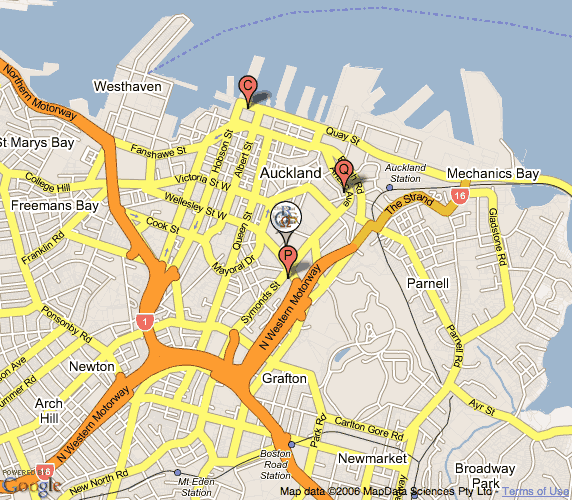 Westhaven
Northern Motorway
St Marys Bay
Fanshawe St
Hobson St
Albert St
C
Quay St
Auckland
Q
Auckland
Station
Mechanics Bay
College Hill
Victoria St W
Freemans Bay
Wellesley St W
The Strand
16
Cook St
Queen St
Gladstone Rd
Franklin Rd
Mayoral Dr
P
Symonds St
N Western Motorway
Parnell
Ponsonby Rd
1
Parnell Rd
Newton
Grafton
Arch
Hill
N Western Motorway
Ayr St
Carlton Gore Rd
Park Rd
Boston
Road
Station
Newmarket
Broadway
Park
16
New North Rd
Mt Eden
Station
POWERED BY
Google
Map data ©2006 MapData Sciences Pty Ltd - Terms of Use